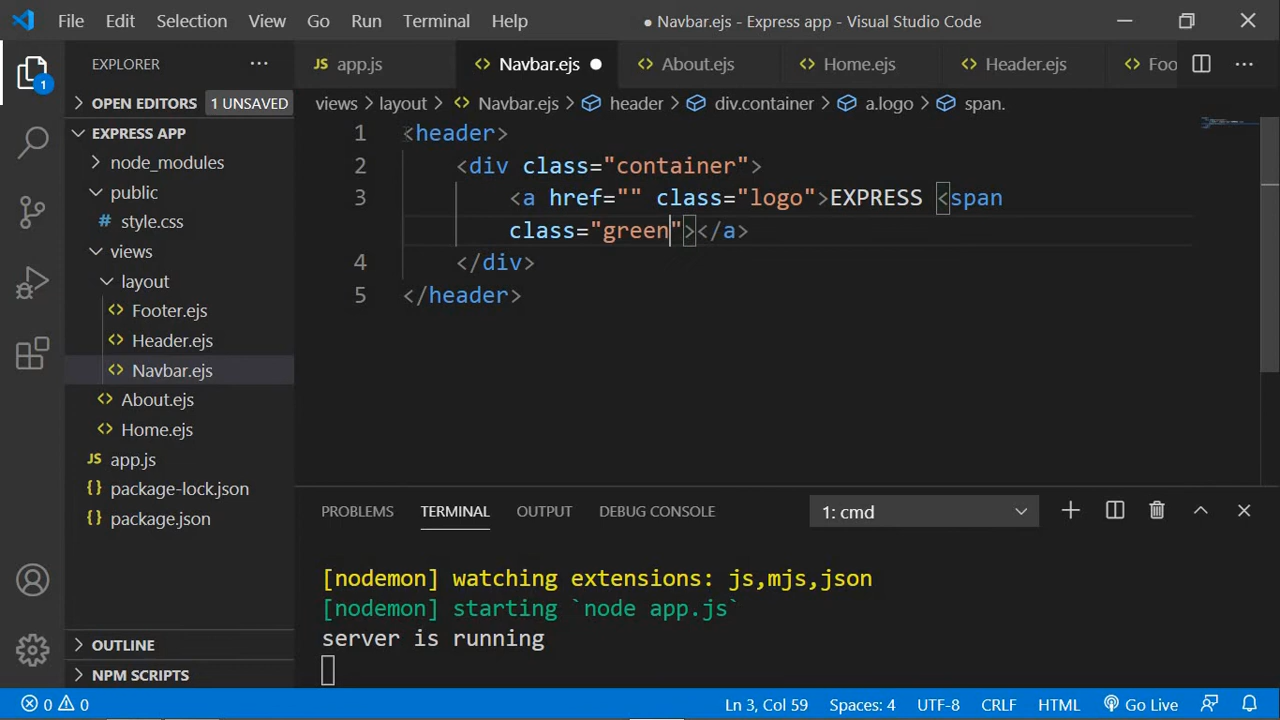 File Edit Selection View Go Run Terminal Help ● Navbar.ejs - Express app - Visual Studio Code
EXPLORER ···
app.js Navbar.ejs ● About.ejs Home.ejs Header.ejs Foo ···
1
OPEN EDITORS 1 UNSAVED
views > layout > Navbar.ejs > header > div.container > a.logo > span.
EXPRESS APP
node_modules
public
style.css
views
layout
Footer.ejs
Header.ejs
Navbar.ejs
About.ejs
Home.ejs
app.js
package-lock.json
package.json
OUTLINE
NPM SCRIPTS
1 <header>
2 <div class="container">
3 <a href="" class="logo">EXPRESS <span
class="green"></a>
4 </div>
5 </header>
PROBLEMS TERMINAL OUTPUT DEBUG CONSOLE 1: cmd
[nodemon] watching extensions: js,mjs,json
[nodemon] starting `node app.js`
server is running
0 0 Ln 3, Col 59 Spaces: 4 UTF-8 CRLF HTML Go Live